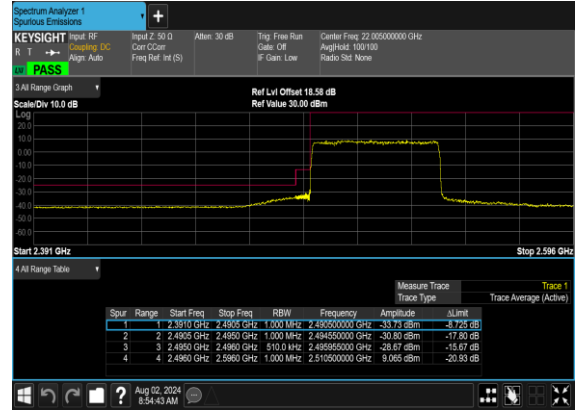 Spectrum Analyzer 1
Spurious Emissions
+
KEYSIGHT
R T
LNI PASS
Input: RF
Coupling: DC
Align: Auto
Input Z: 50 Ω
Corr CCorr
Freq Ref: Int (S)
Atten: 30 dB
Trig: Free Run
Gate: Off
IF Gain: Low
Center Freq: 22.005000000 GHz
Avg|Hold: 100/100
Radio Std: None
3 All Range Graph
Scale/Div 10.0 dB
Ref Lvl Offset 18.58 dB
Ref Value 30.00 dBm
Log
20.0
10.0
0.00
-10.0
-20.0
-30.0
-40.0
-50.0
-60.0
Start 2.391 GHz
Stop 2.596 GHz
4 All Range Table
Measure Trace Trace 1
Trace Type Trace Average (Active)
Spur Range Start Freq Stop Freq RBW Frequency Amplitude ΔLimit
1 1 2.3910 GHz 2.4905 GHz 1.000 MHz 2.490500000 GHz -33.73 dBm -8.725 dB
2 2 2.4905 GHz 2.4950 GHz 1.000 MHz 2.494550000 GHz -30.80 dBm -17.80 dB
3 3 2.4950 GHz 2.4960 GHz 510.0 kHz 2.495955000 GHz -28.67 dBm -15.67 dB
4 4 2.4960 GHz 2.5960 GHz 1.000 MHz 2.510500000 GHz 9.065 dBm -20.93 dB
?
Aug 02, 2024
8:54:43 AM